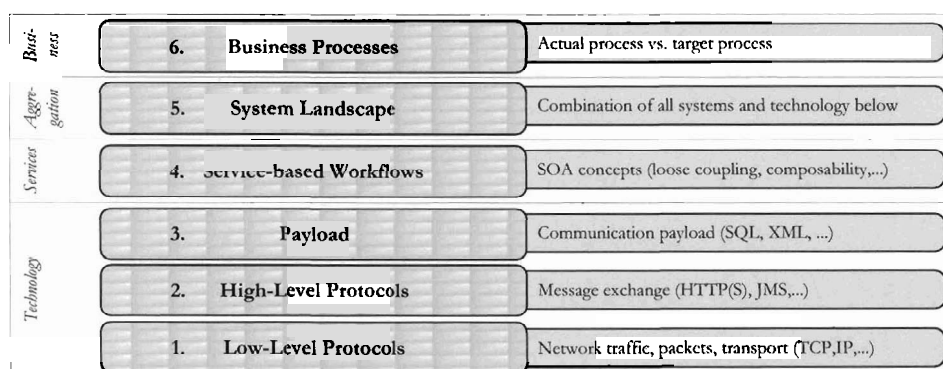 Busi-
ness
6. Business Processes
Actual process vs. target process
Aggre-
gation
5. System Landscape
Combination of all systems and technology below
Services
4. Service-based Workflows
SOA concepts (loose coupling, composability,...)
Technology
3. Payload
Communication payload (SQL, XML, ...)
2. High-Level Protocols
Message exchange (HTTP(S), JMS,...)
1. Low-Level Protocols
Network traffic, packets, transport (TCP,IP,...)